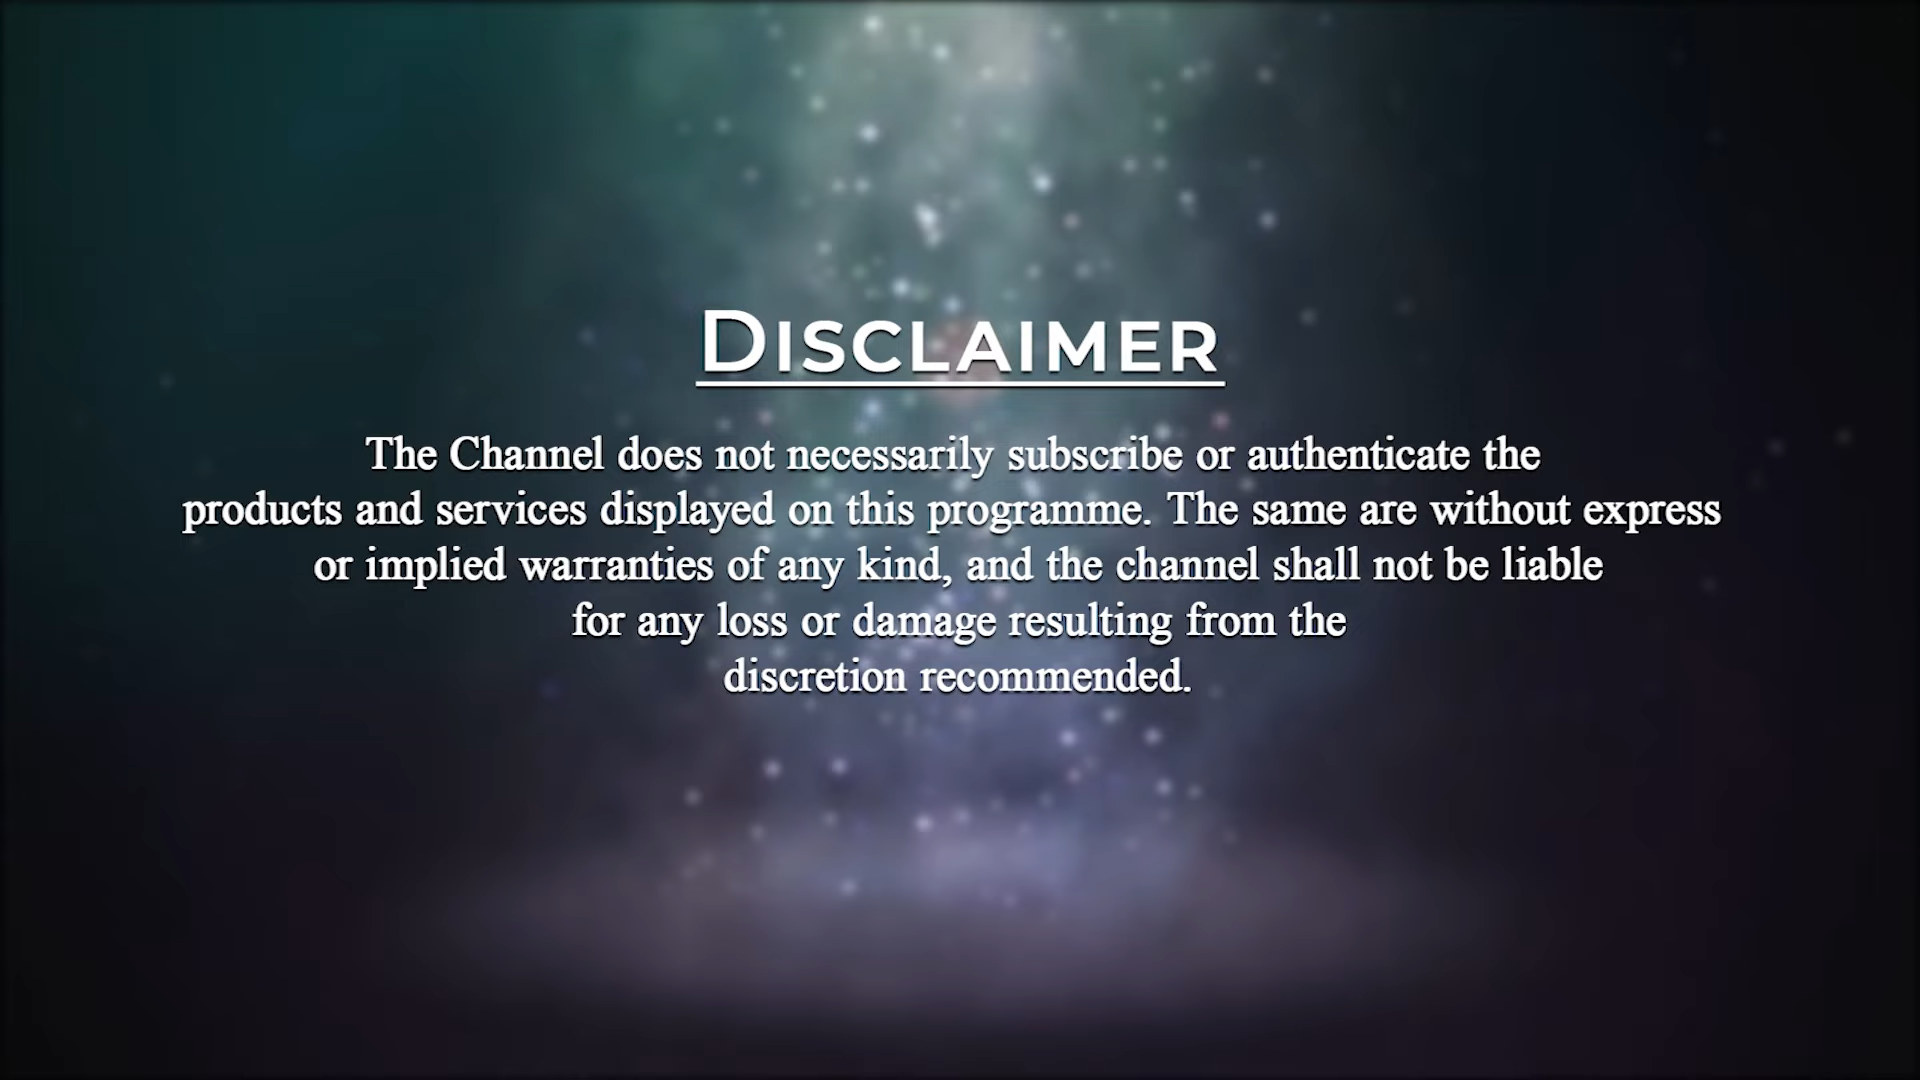 DISCLAIMER
The Channel does not necessarily subscribe or authenticate the
products and services displayed on this programme. The same are without express
or implied warranties of any kind, and the channel shall not be liable
for any loss or damage resulting from the
discretion recommended.